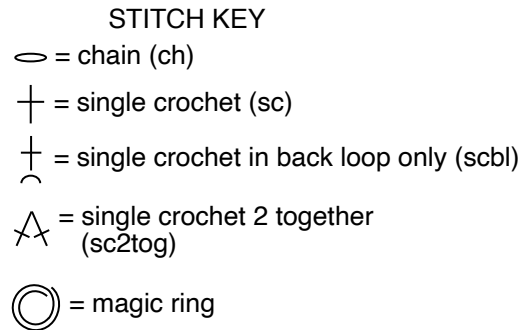 STITCH KEY
= chain (ch)
= single crochet (sc)
= single crochet in back loop only (scbl)
= single crochet 2 together
(sc2tog)
= magic ring